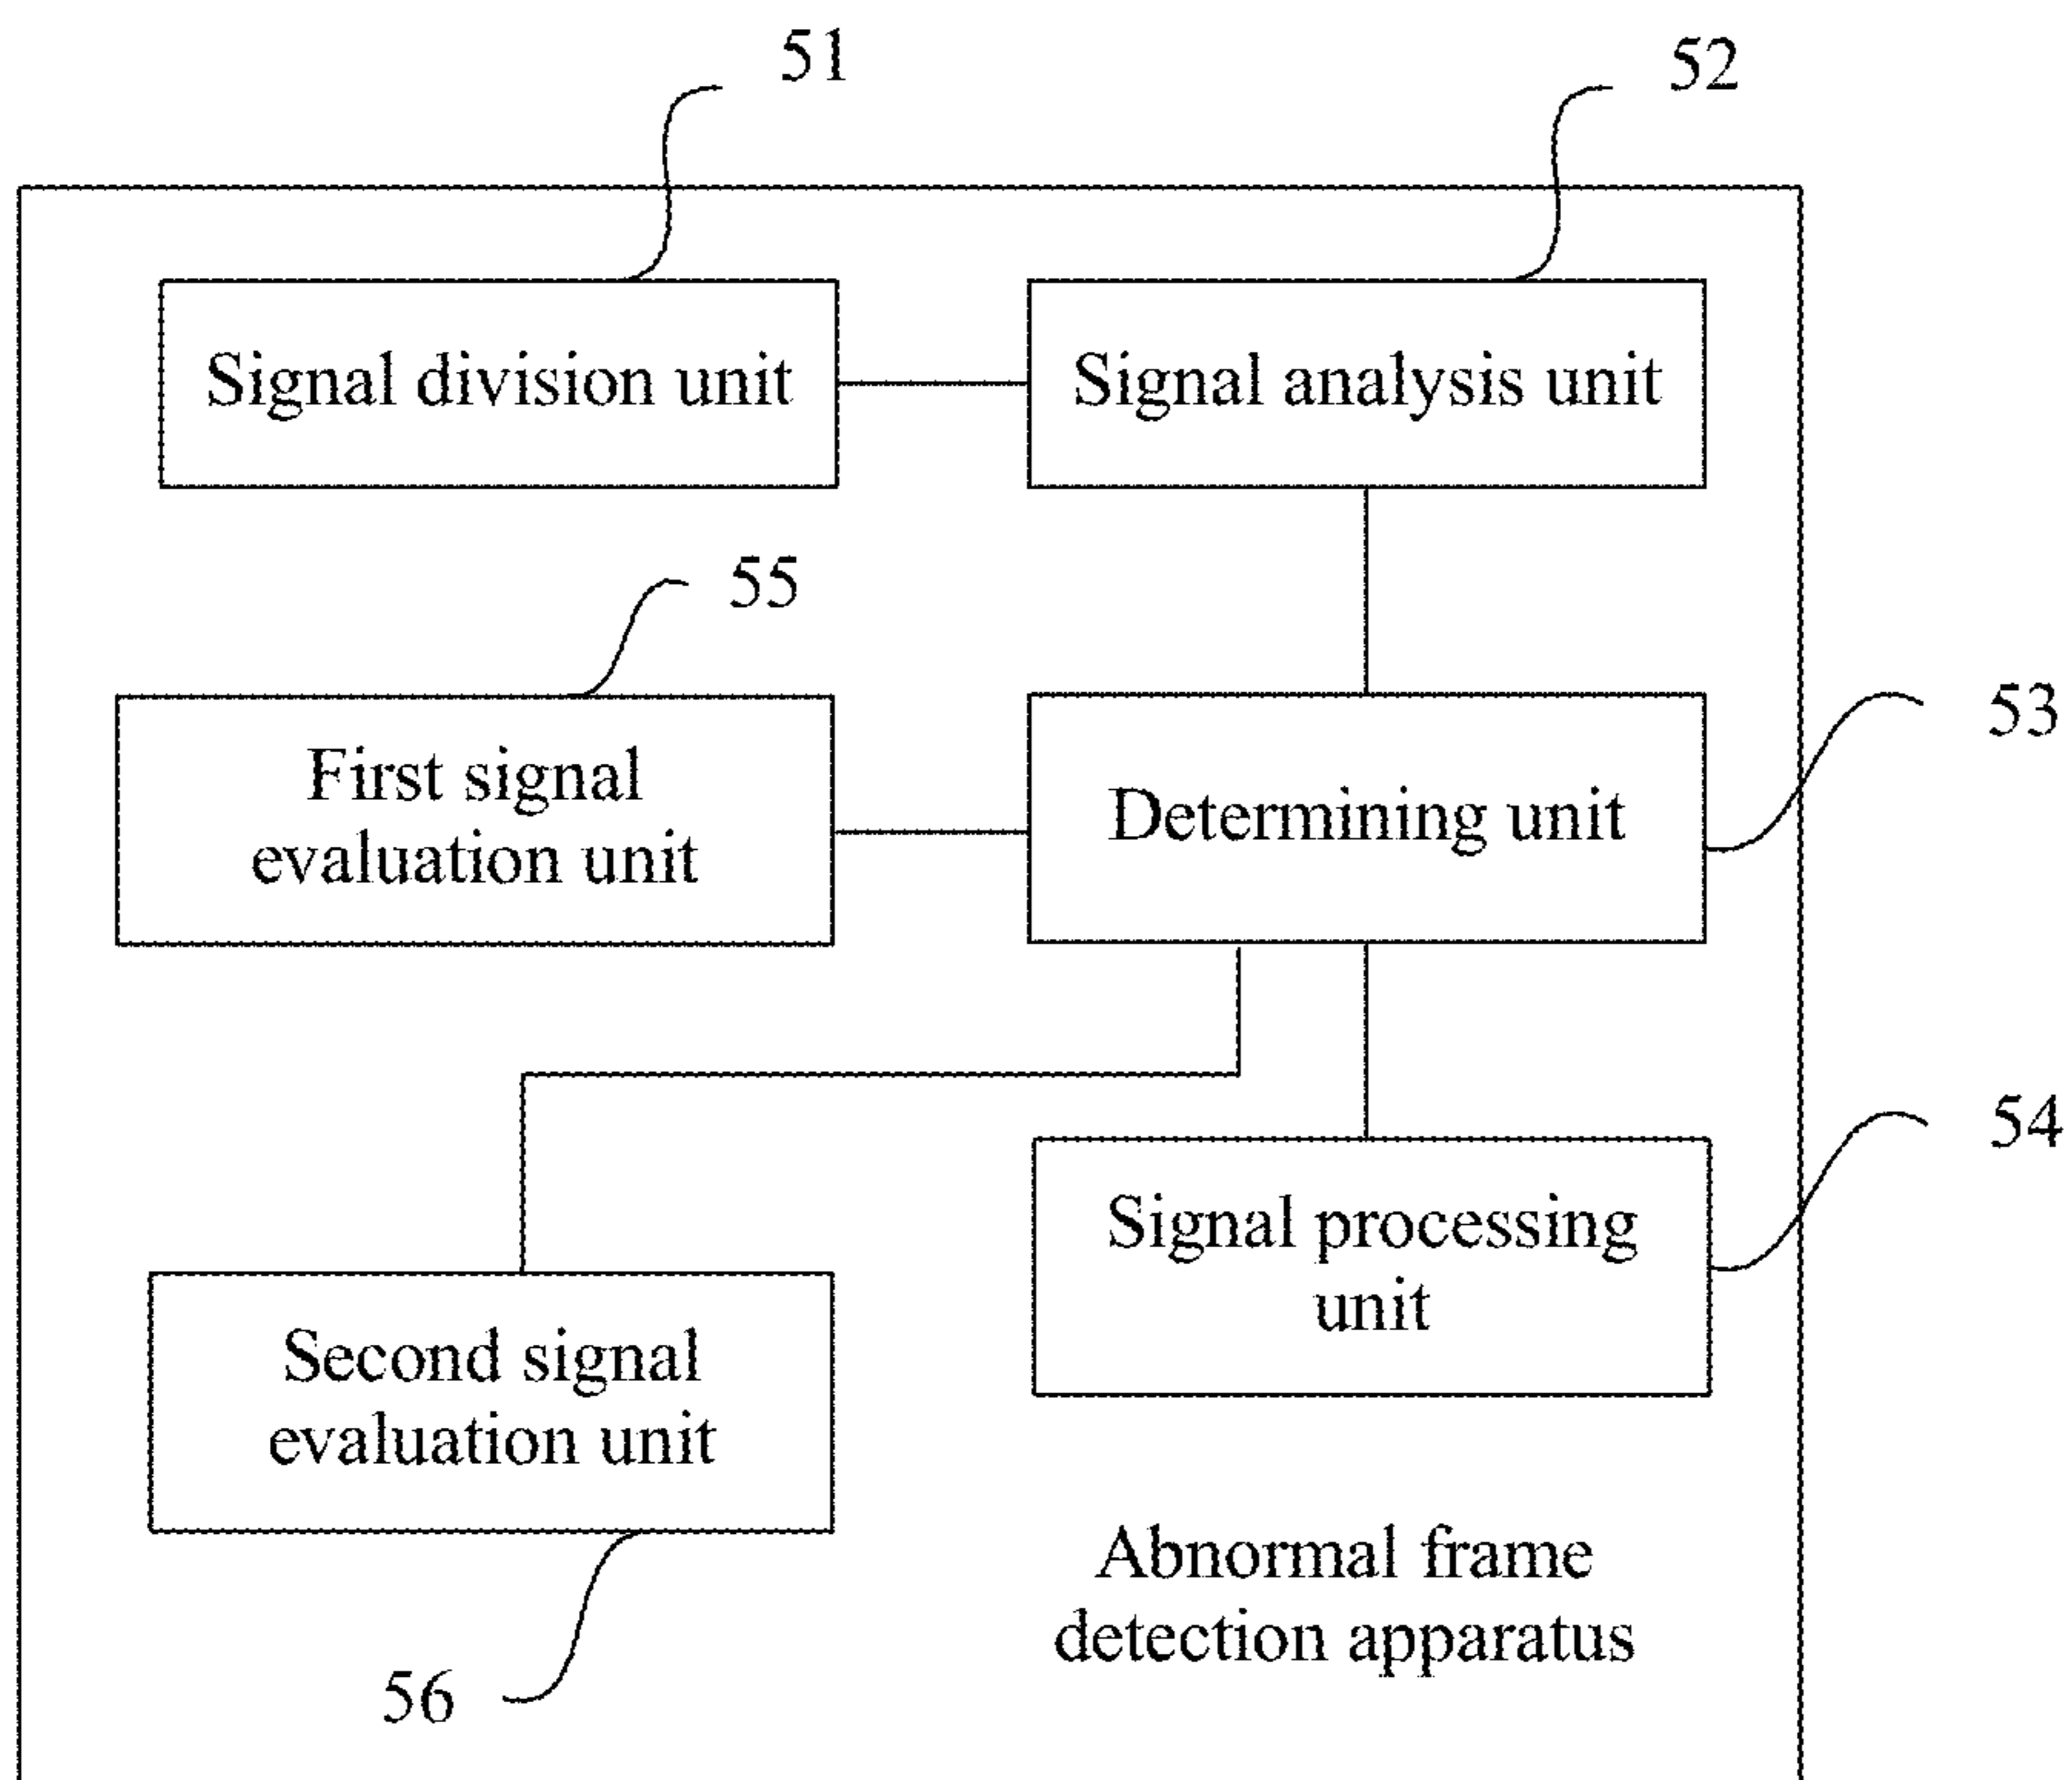 51
52
Signal division unit
Signal analysis unit
55
First signal
evaluation unit
Determining unit
53
54
Signal processing
unit
Second signal
evaluation unit
Abnormal frame
detection apparatus
56